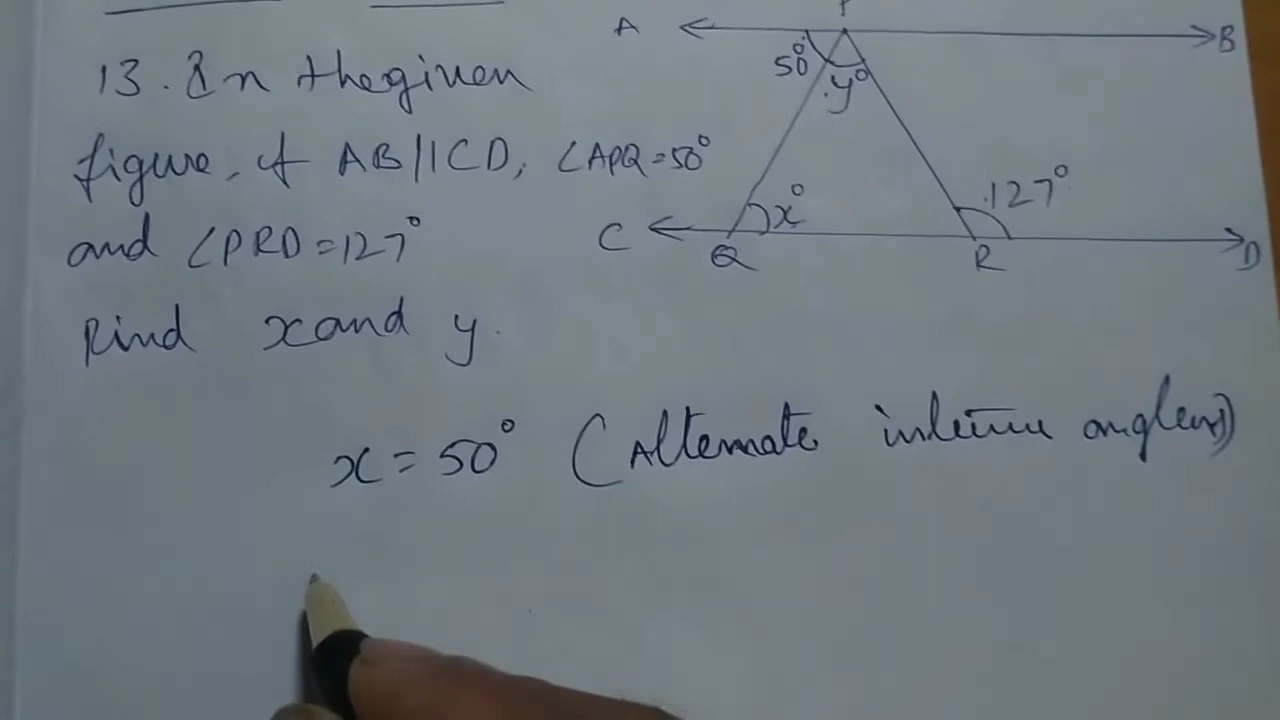 13. In the given
figure, if AB||CD, ∠APQ=50°
and ∠PRD=127°
Find x and y.
A
P
B
50°
y°
x°
127°
C
Q
R
D
x=50° (Alternate interior angles)